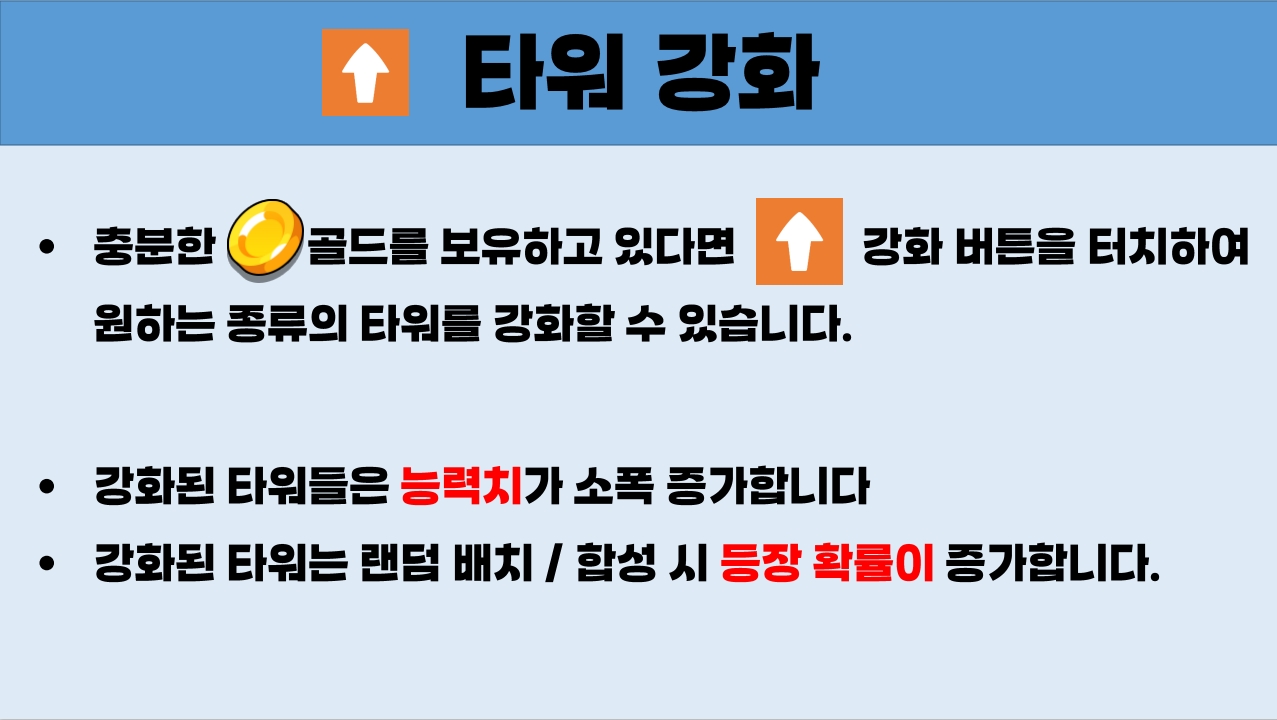 타워 강화
• 충분한 골드를 보유하고 있다면 강화 버튼을 터치하여
원하는 종류의 타워를 강화할 수 있습니다.
• 강화된 타워들은 능력치가 소폭 증가합니다
• 강화된 타워는 랜덤 배치 / 합성 시 등장 확률이 증가합니다.